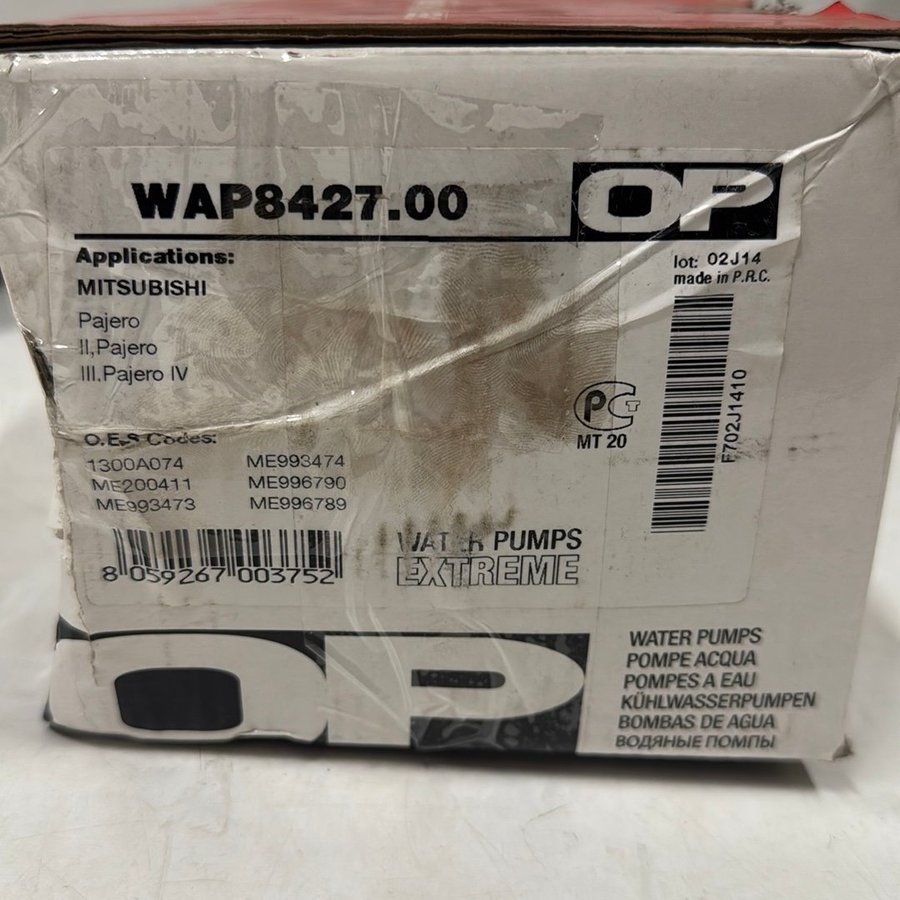 WAP8427.00
OP
Applications:
MITSUBISHI
Pajero
II,Pajero
III,Pajero IV
lot: 02J14
made in P.R.C.
F702J1410
PCT
MT 20
O.E.S Codes:
1300A074 ME993474
ME200411 ME996790
ME993473 ME996789
8 059267 003752
WATER PUMPS
EXTREME
OP
WATER PUMPS
POMPE ACQUA
POMPES A EAU
KÜHLWASSERPUMPEN
BOMBAS DE AGUA
ВОДЯНЫЕ ПОМПЫ